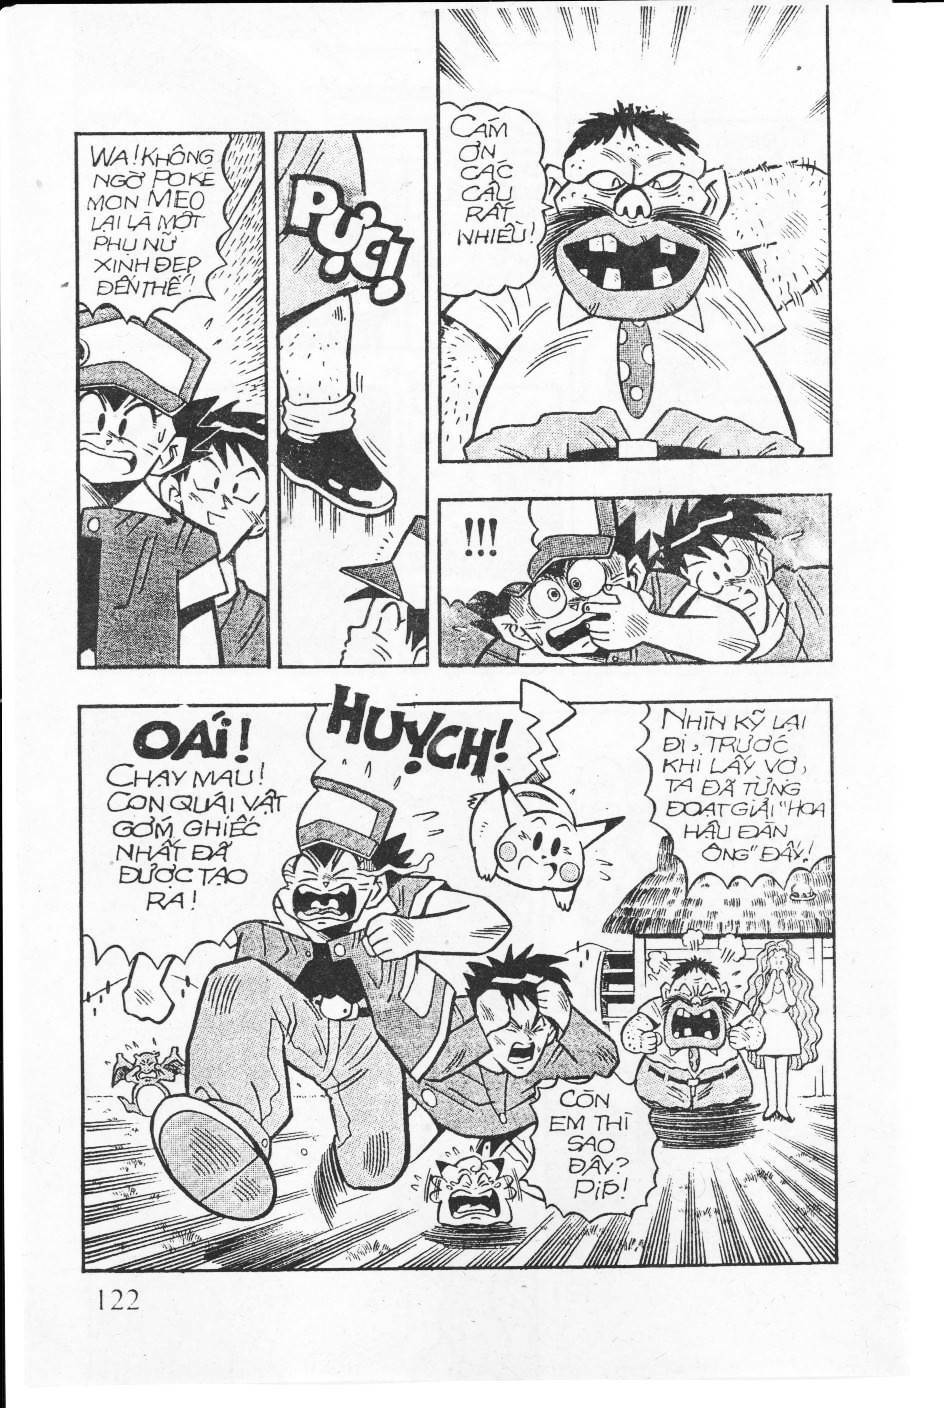 WA! KHÔNG
NGỜ POKÉ
MON MEO
LẠI LÀ MỘT
PHỤ NỮ
XINH ĐẸP
ĐẾN THẾ!
PỰC!
CÁM
ƠN
CÁC
CẬU
RẤT
NHIỀU!
!!!
OÁI!
CHẠY MAU!
CON QUÁI VẬT
GỚM GHIẾC
NHẤT ĐÃ
ĐƯỢC TẠO
RA!
HUỴCH!
NHÌN KỸ LẠI
ĐI, TRƯỚC
KHI LẤY VỢ,
TA ĐÃ TỪNG
ĐOẠT GIẢI "HOA
HẬU ĐÀN
ÔNG" ĐẤY!
CÒN
EM THÌ
SAO
ĐÂY?
PIP!
122